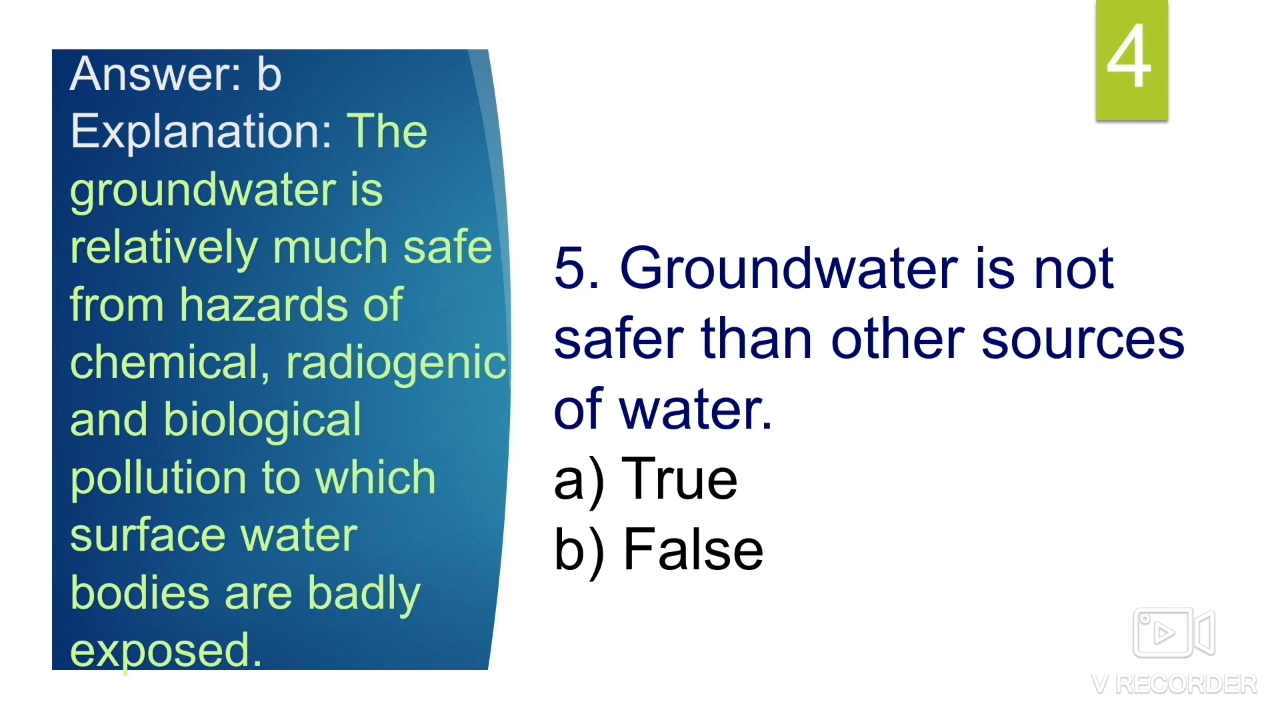 4
Answer: b
Explanation: The
groundwater is
relatively much safe
from hazards of
chemical, radiogenic
and biological
pollution to which
surface water
bodies are badly
exposed.
5. Groundwater is not
safer than other sources
of water.
a) True
b) False
V RECORDER